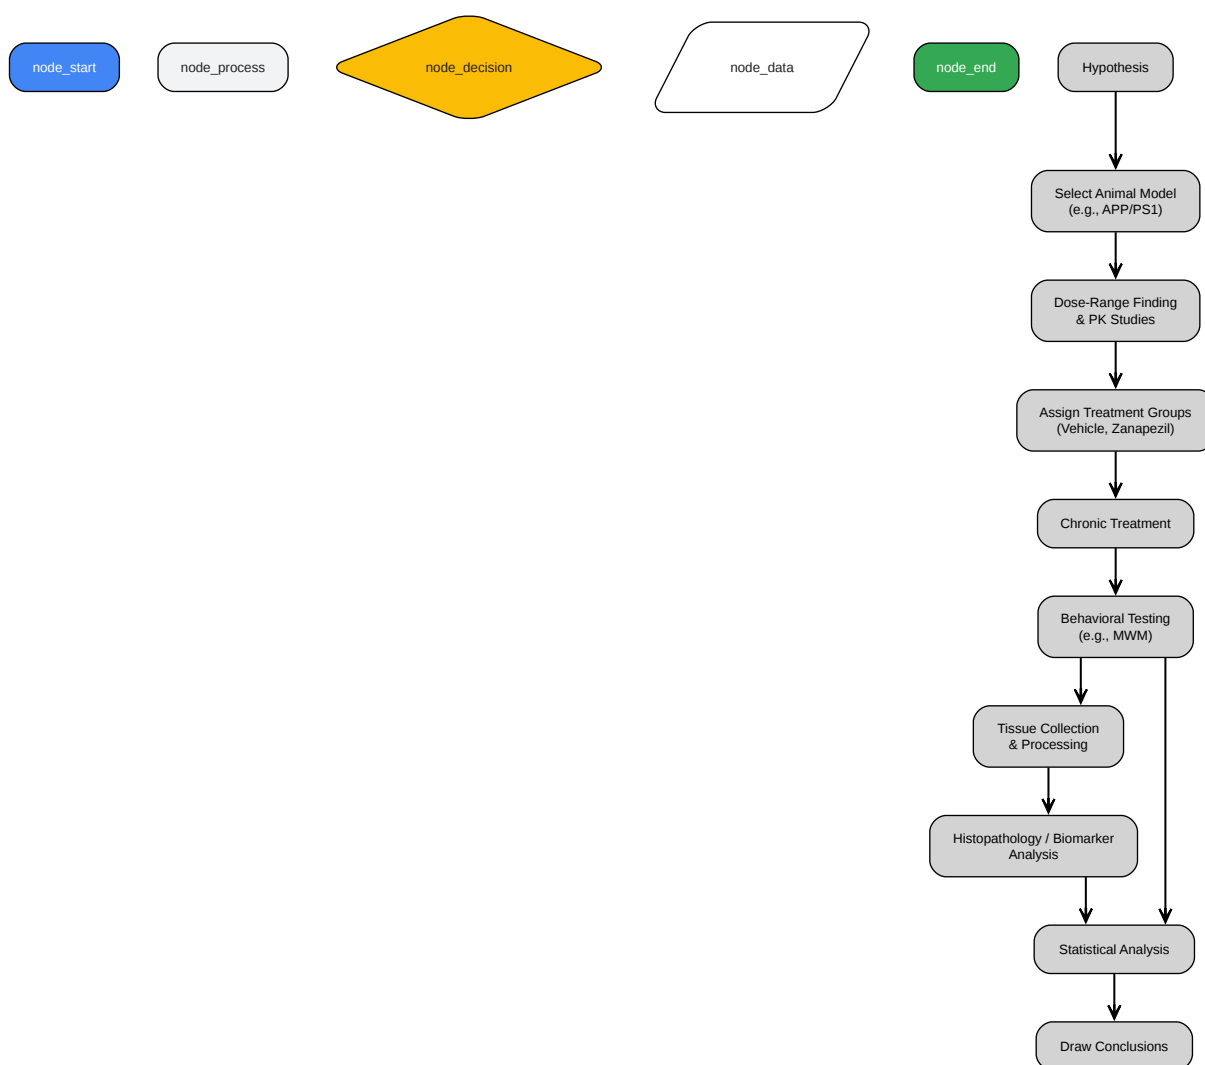 node_start
node_process
node_decision
node_data
node_end
Hypothesis
Select Animal Model
(e.g., APP/PS1)
Dose-Range Finding
& PK Studies
Assign Treatment Groups
(Vehicle, Zanapezil)
Chronic Treatment
Behavioral Testing
(e.g., MWM)
Tissue Collection
& Processing
Histopathology / Biomarker
Analysis
Statistical Analysis
Draw Conclusions